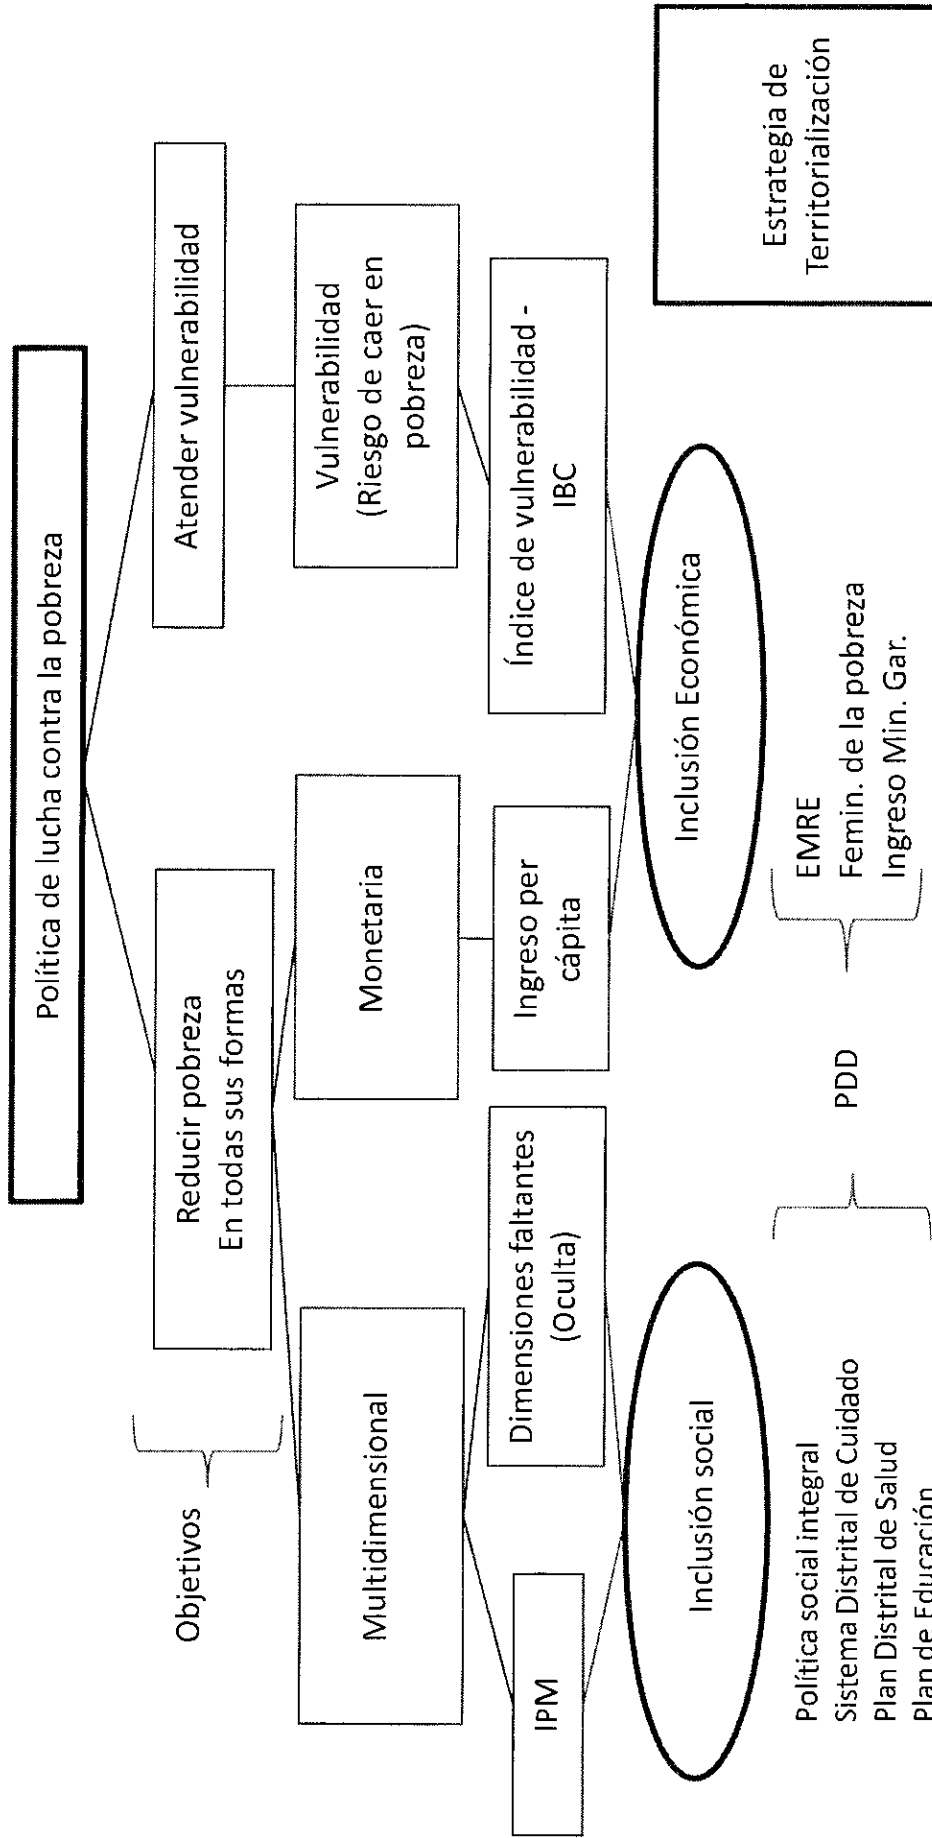 Política de lucha contra la pobreza
Objetivos
Reducir pobreza
En todas sus formas
Atender vulnerabilidad
Multidimensional
Monetaria
Vulnerabilidad
(Riesgo de caer en
pobreza)
IPM
Dimensiones faltantes
(Oculta)
Ingreso per
cápita
Índice de vulnerabilidad -
IBC
Inclusión social
Inclusión Económica
Estrategia de
Territorialización
Política social integral
Sistema Distrital de Cuidado
Plan Distrital de Salud
Plan de Educación
PDD
EMRE
Femin. de la pobreza
Ingreso Min. Gar.